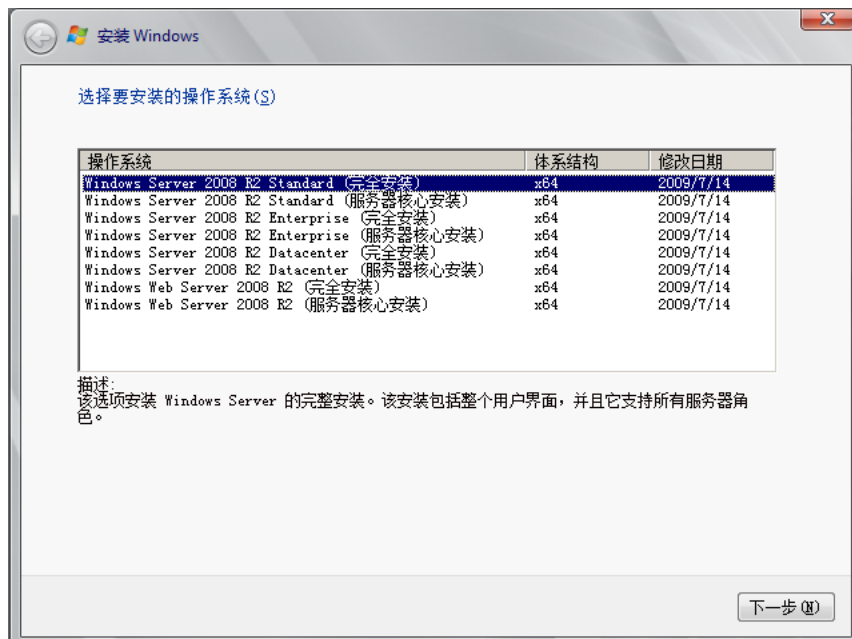 安装 Windows
选择要安装的操作系统(S)
操作系统 体系结构 修改日期
Windows Server 2008 R2 Standard (完全安装) x64 2009/7/14
Windows Server 2008 R2 Standard (服务器核心安装) x64 2009/7/14
Windows Server 2008 R2 Enterprise (完全安装) x64 2009/7/14
Windows Server 2008 R2 Enterprise (服务器核心安装) x64 2009/7/14
Windows Server 2008 R2 Datacenter (完全安装) x64 2009/7/14
Windows Server 2008 R2 Datacenter (服务器核心安装) x64 2009/7/14
Windows Web Server 2008 R2 (完全安装) x64 2009/7/14
Windows Web Server 2008 R2 (服务器核心安装) x64 2009/7/14
描述:
该选项安装 Windows Server 的完整安装。该安装包括整个用户界面，并且它支持所有服务器角
色。
下一步(N)